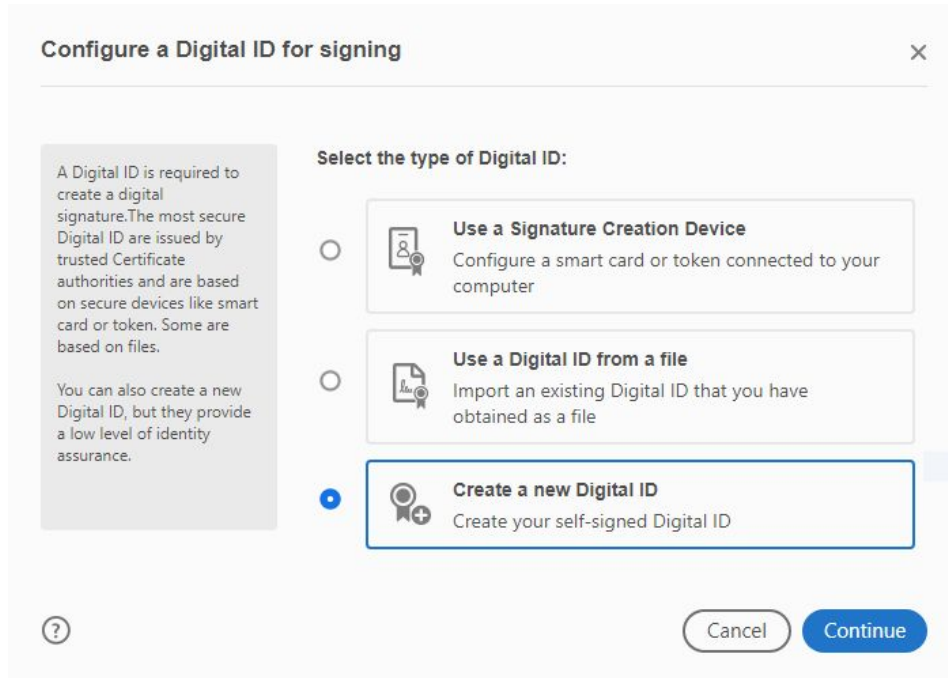 Configure a Digital ID for signing
A Digital ID is required to
create a digital
signature.The most secure
Digital ID are issued by
trusted Certificate
authorities and are based
on secure devices like smart
card or token. Some are
based on files.
You can also create a new
Digital ID, but they provide
a low level of identity
assurance.
Select the type of Digital ID:
Use a Signature Creation Device
Configure a smart card or token connected to your
computer
Use a Digital ID from a file
Import an existing Digital ID that you have
obtained as a file
Create a new Digital ID
Create your self-signed Digital ID
?
Cancel
Continue